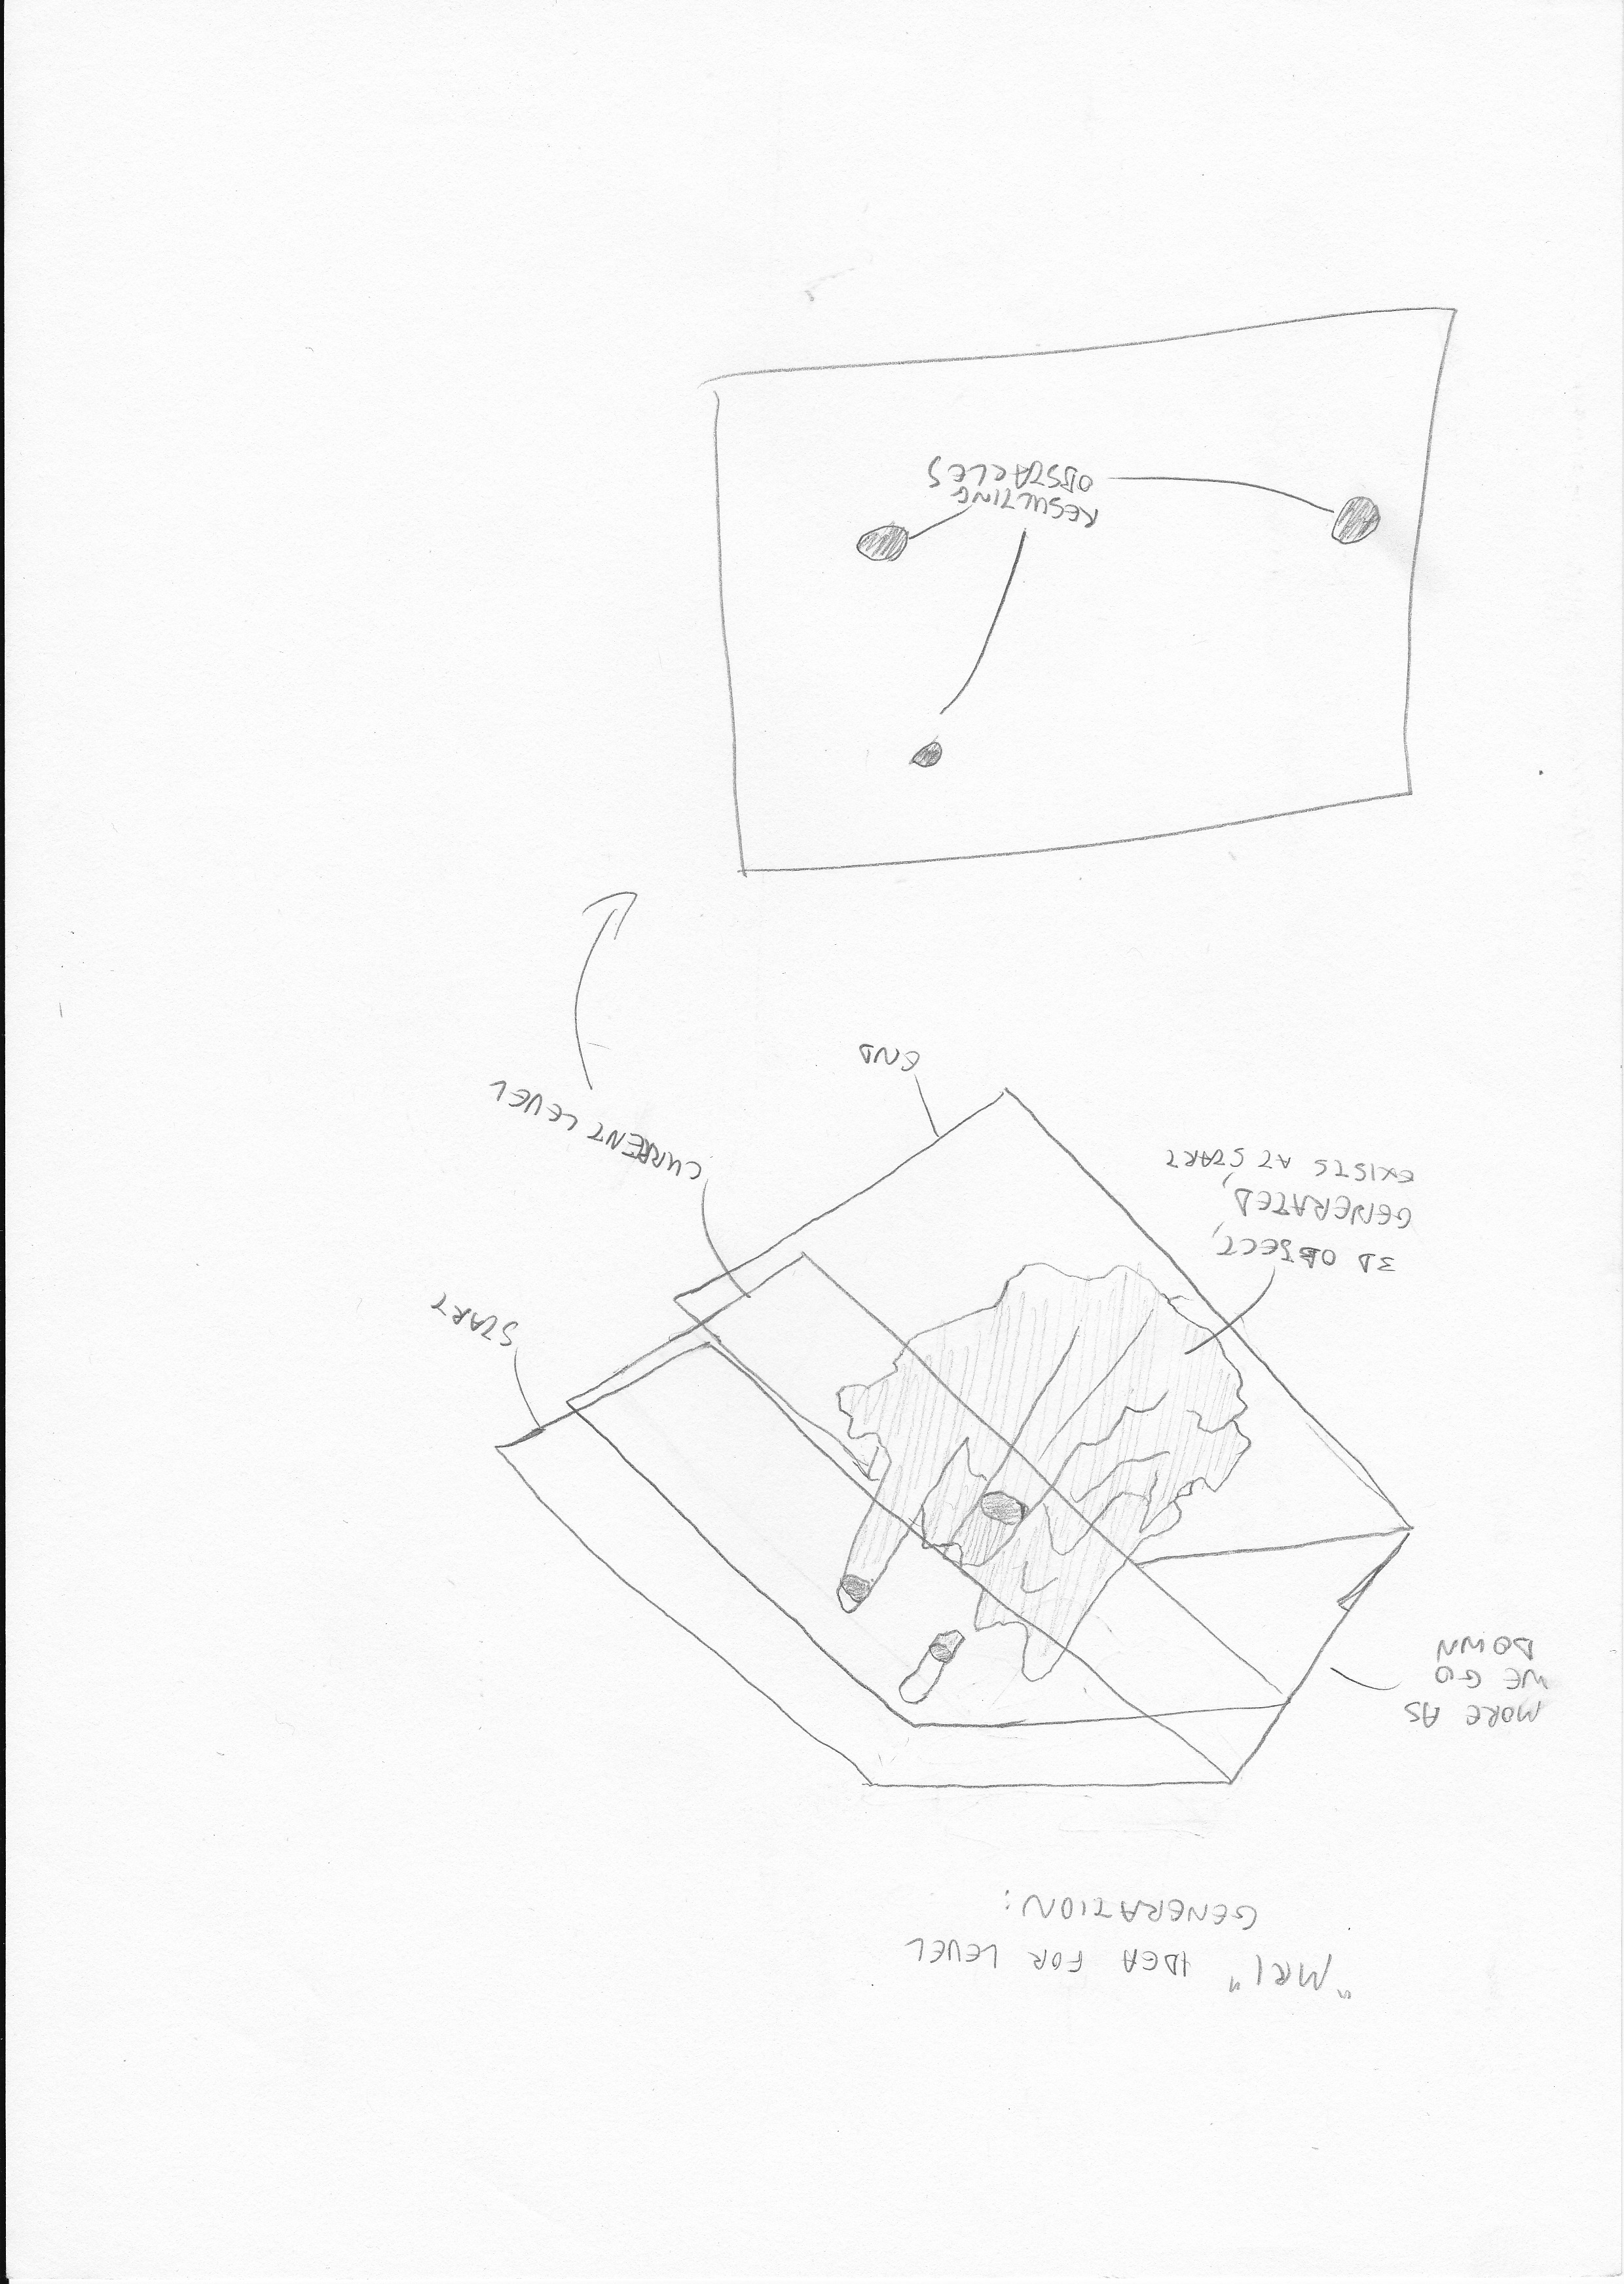 "MRI" IDEA FOR LEVEL
GENERATION:
MORE AS
WE GO
DOWN
START
3D OBJECT,
GENERATED,
EXISTS AT START
CURRENT LEVEL
END
RESULTING
OBSTACLES